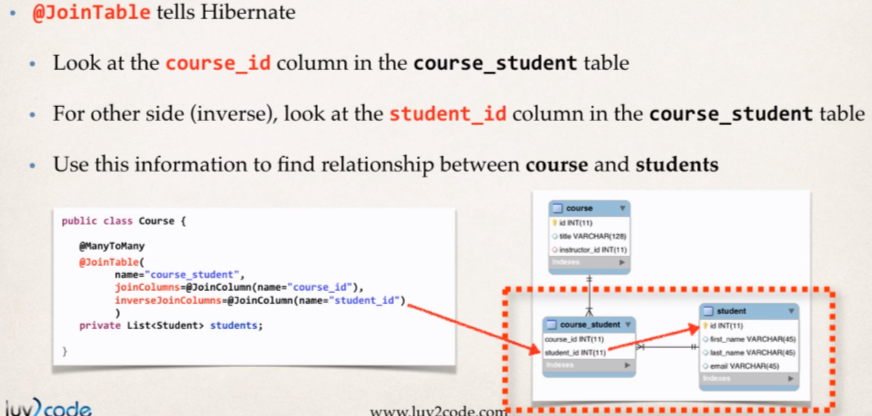 • @JoinTable tells Hibernate
• Look at the course_id column in the course_student table
• For other side (inverse), look at the student_id column in the course_student table
• Use this information to find relationship between course and students
public class Course {
@ManyToMany
@JoinTable(
name="course_student",
joinColumns=@JoinColumn(name="course_id"),
inverseJoinColumns=@JoinColumn(name="student_id")
)
private List<Student> students;
}
course
id INT(11)
title VARCHAR(128)
instructor_id INT(11)
Indexes
course_student
course_id INT(11)
student_id INT(11)
Indexes
student
id INT(11)
first_name VARCHAR(45)
last_name VARCHAR(45)
email VARCHAR(45)
Indexes
luv2code
www.luv2code.com